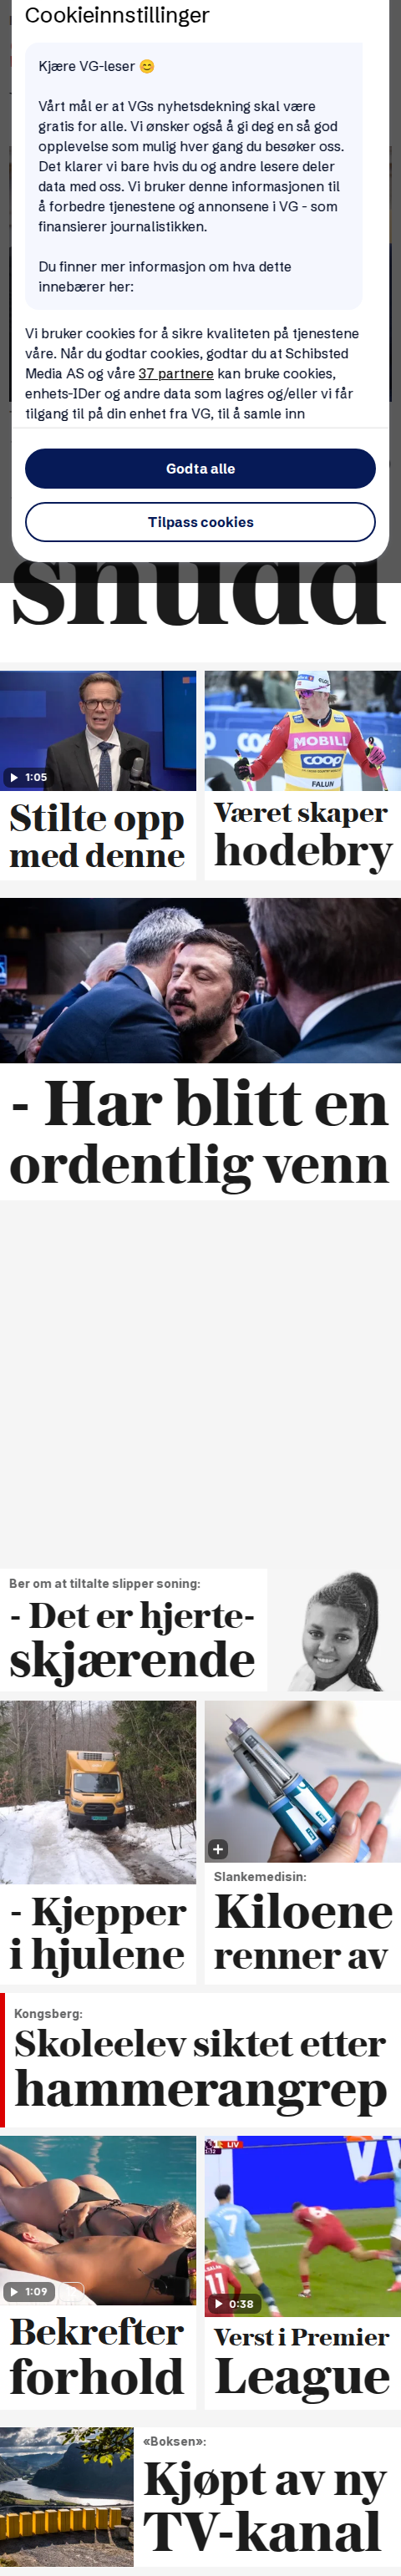 Cookieinnstillinger
Kjære VG-leser 😊
Vårt mål er at VGs nyhetsdekning skal være
gratis for alle. Vi ønsker også å gi deg en så god
opplevelse som mulig hver gang du besøker oss.
Det klarer vi bare hvis du og andre lesere deler
data med oss. Vi bruker denne informasjonen til
å forbedre tjenestene og annonsene i VG - som
finansierer journalistikken.
Du finner mer informasjon om hva dette
innebærer her:
Vi bruker cookies for å sikre kvaliteten på tjenestene
våre. Når du godtar cookies, godtar du at Schibsted
Media AS og våre 37 partnere kan bruke cookies,
enhets-IDer og andre data som lagres og/eller vi får
tilgang til på din enhet fra VG, til å samle inn
Godta alle
Tilpass cookies
snudd
1:05
MOBILL
coop
FALUN
Stilte opp
med denne
Været skaper
hodebry
- Har blitt en
ordentlig venn
Ber om at tiltalte slipper soning:
- Det er hjerte-
skjærende
- Kjepper
i hjulene
Slankemedisin:
Kiloene
renner av
Kongsberg:
Skoleelev siktet etter
hammerangrep
1:09
Bekrefter
forhold
LIV
11
0:38
Verst i Premier
League
«Boksen»:
Kjøpt av ny
TV-kanal